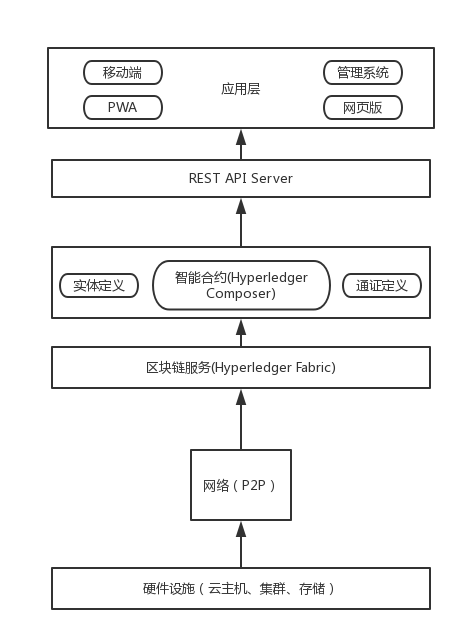 移动端
管理系统
应用层
PWA
网页版
REST API Server
实体定义
智能合约(Hyperledger
Composer)
通证定义
区块链服务(Hyperledger Fabric)
网络（P2P）
硬件设施（云主机、集群、存储）